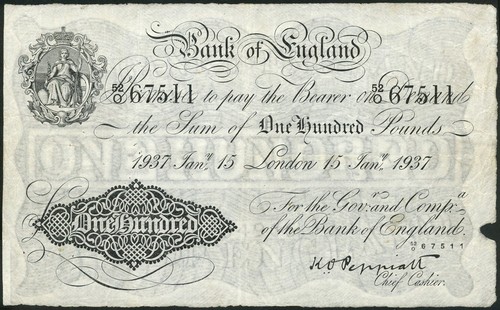 Bank of England
52/O 67511 to pay the Bearer on 52/O 67511
the Sum of One Hundred Pounds
1937 Janʸ 15 London 15 Janʸ 1937
For the Govʳ and Compᵃ
of the Bank of England
One Hundred
52/O 67511
K O Peppiatt
Chief Cashier.